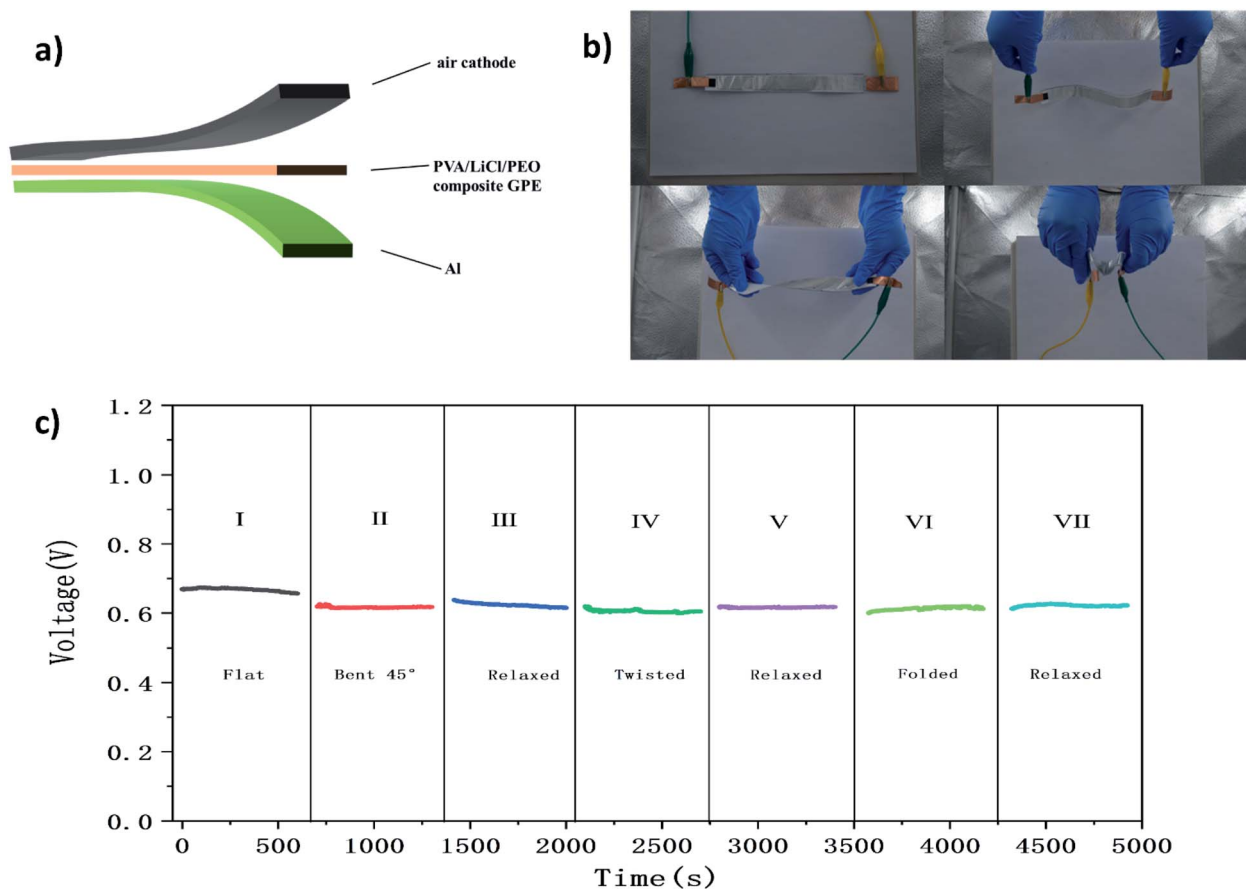 a)
air cathode
PVA/LiCl/PEO
composite GPE
Al
b)
c)
Voltage(V)
1.2
1.0
0.8
0.6
0.4
0.2
0.0
I II III IV V VI VII
Flat Bent 45° Relaxed Twisted Relaxed Folded Relaxed
0 500 1000 1500 2000 2500 3000 3500 4000 4500 5000
Time(s)